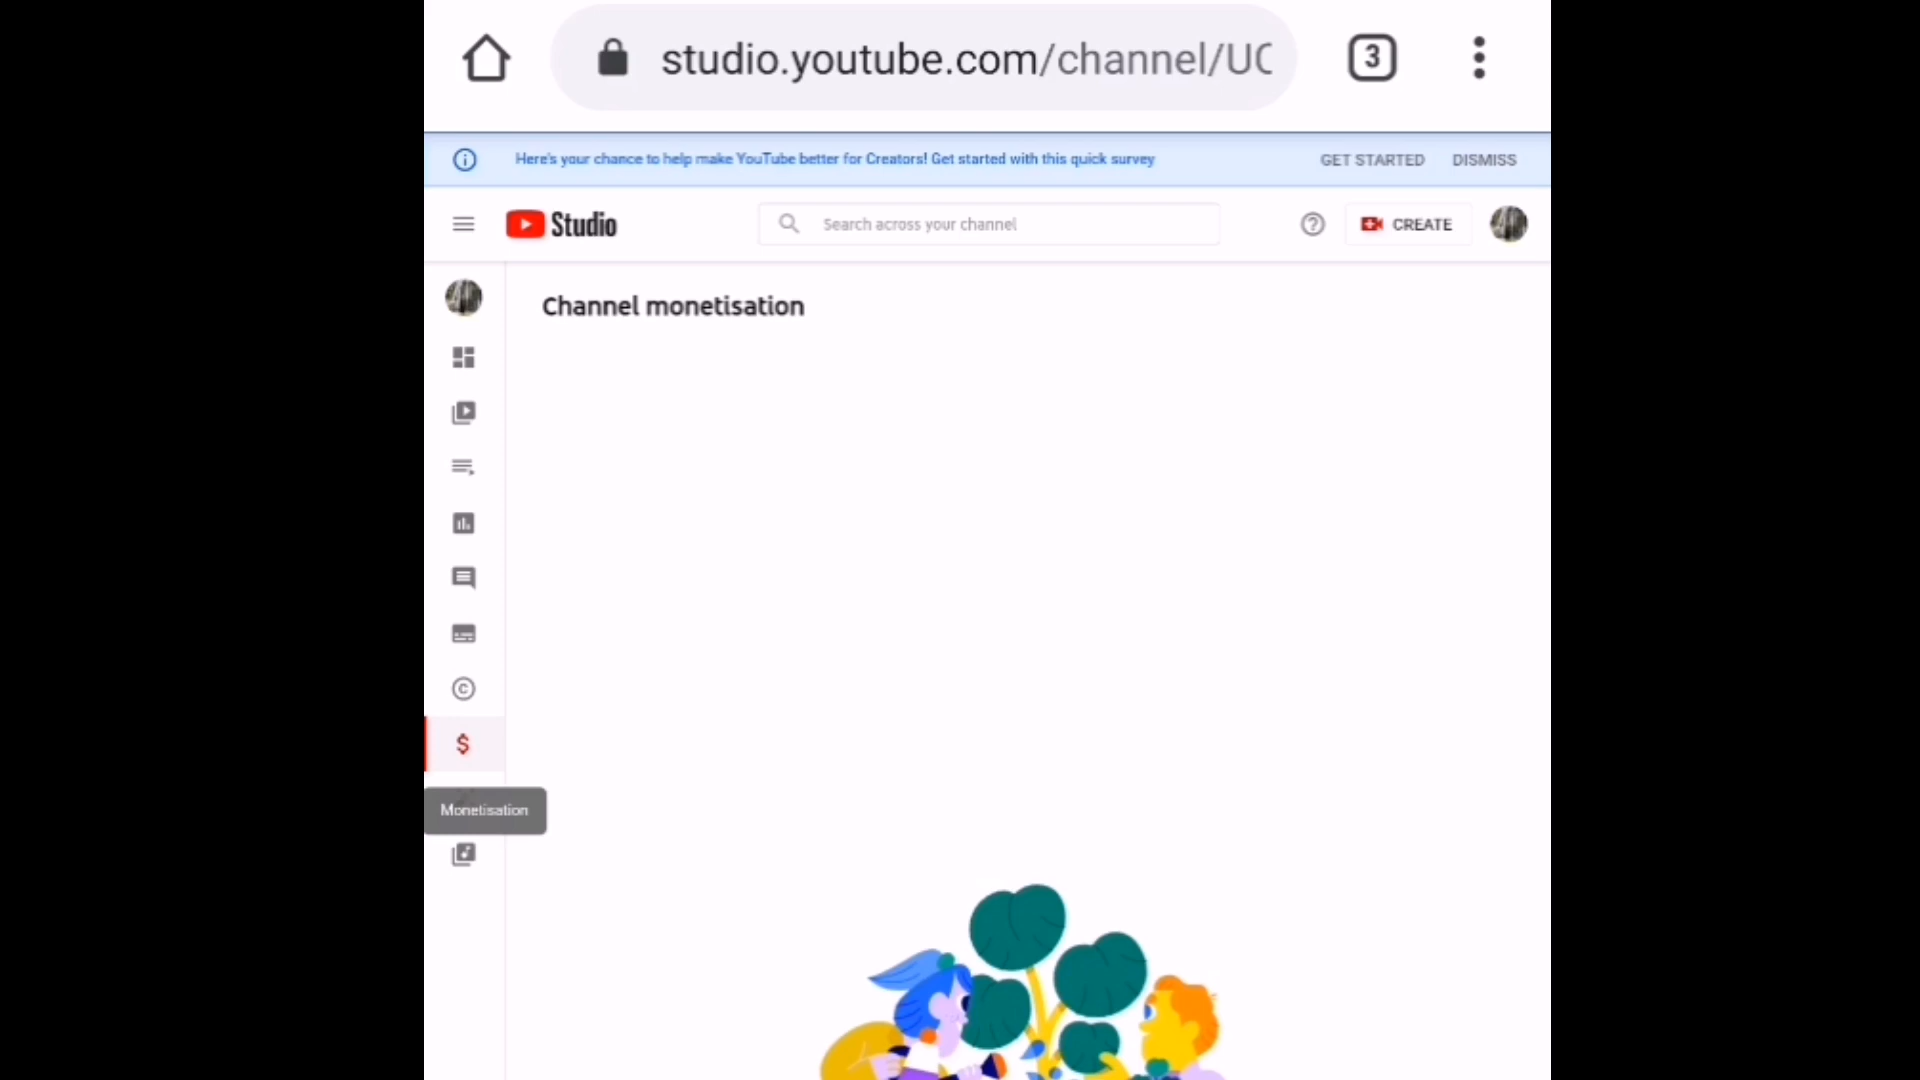 studio.youtube.com/channel/UC
3
Here's your chance to help make YouTube better for Creators! Get started with this quick survey
GET STARTED
DISMISS
Studio
Search across your channel
CREATE
Channel monetisation
$
Monetisation